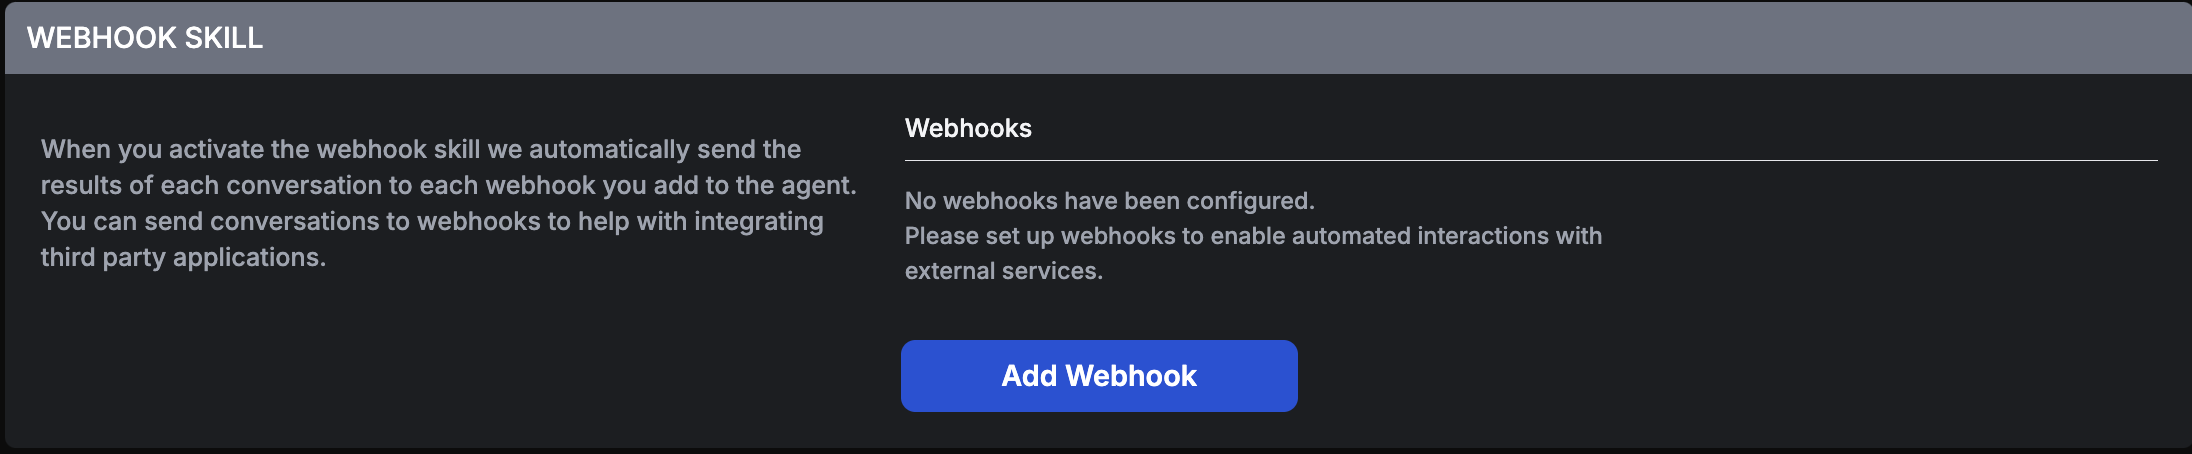 WEBHOOK SKILL
When you activate the webhook skill we automatically send the
results of each conversation to each webhook you add to the agent.
You can send conversations to webhooks to help with integrating
third party applications.
Webhooks
No webhooks have been configured.
Please set up webhooks to enable automated interactions with
external services.
Add Webhook